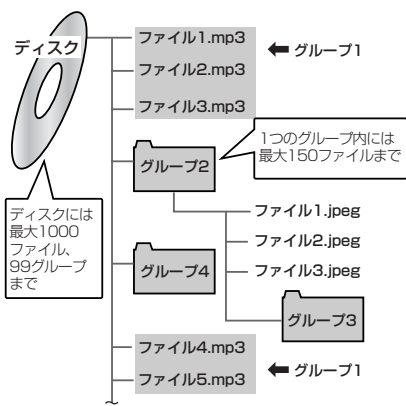 ディスク
ファイル1.mp3
グループ1
ファイル2.mp3
ファイル3.mp3
1つのグループ内には
最大150ファイルまで
グループ2
ディスクには
最大1000
ファイル、
99グループ
まで
ファイル1.jpeg
ファイル2.jpeg
ファイル3.jpeg
グループ4
グループ3
ファイル4.mp3
グループ1
ファイル5.mp3